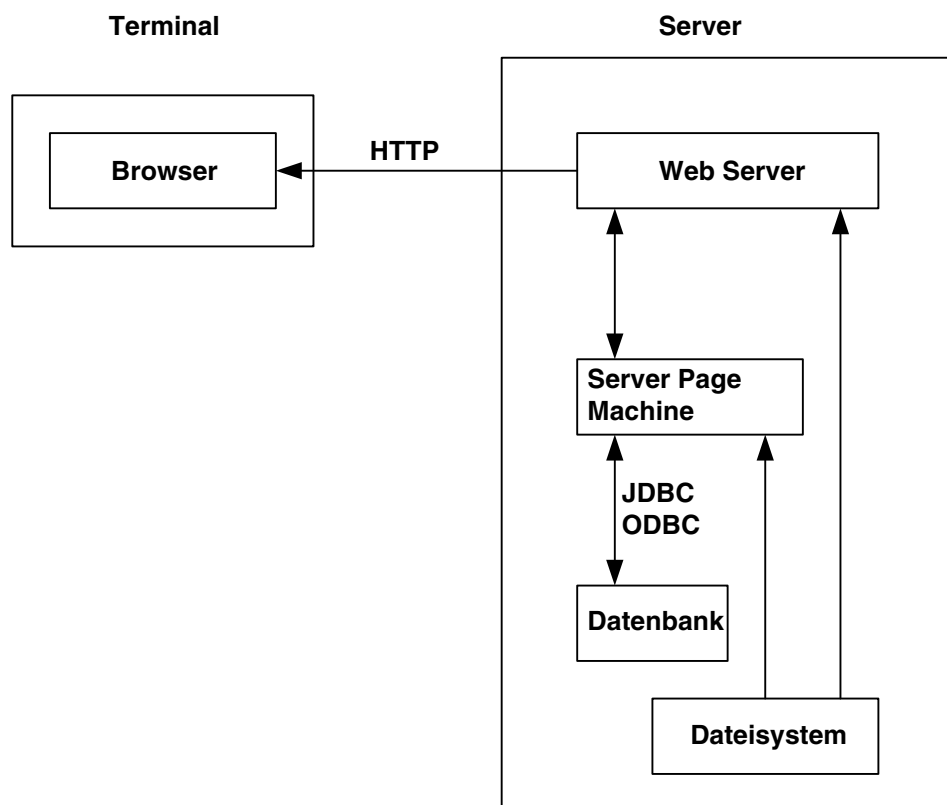 Terminal
Server
Browser
HTTP
Web Server
Server Page
Machine
JDBC
ODBC
Datenbank
Dateisystem